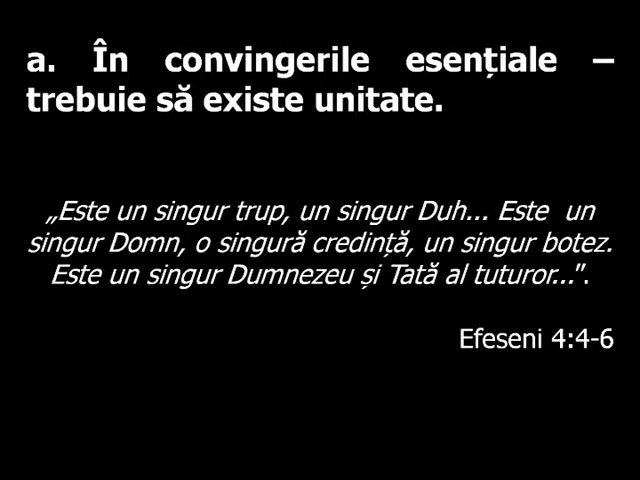 a. În convingerile esențiale –
trebuie să existe unitate.
„Este un singur trup, un singur Duh... Este un
singur Domn, o singură credință, un singur botez.
Este un singur Dumnezeu și Tată al tuturor...”.
Efeseni 4:4-6